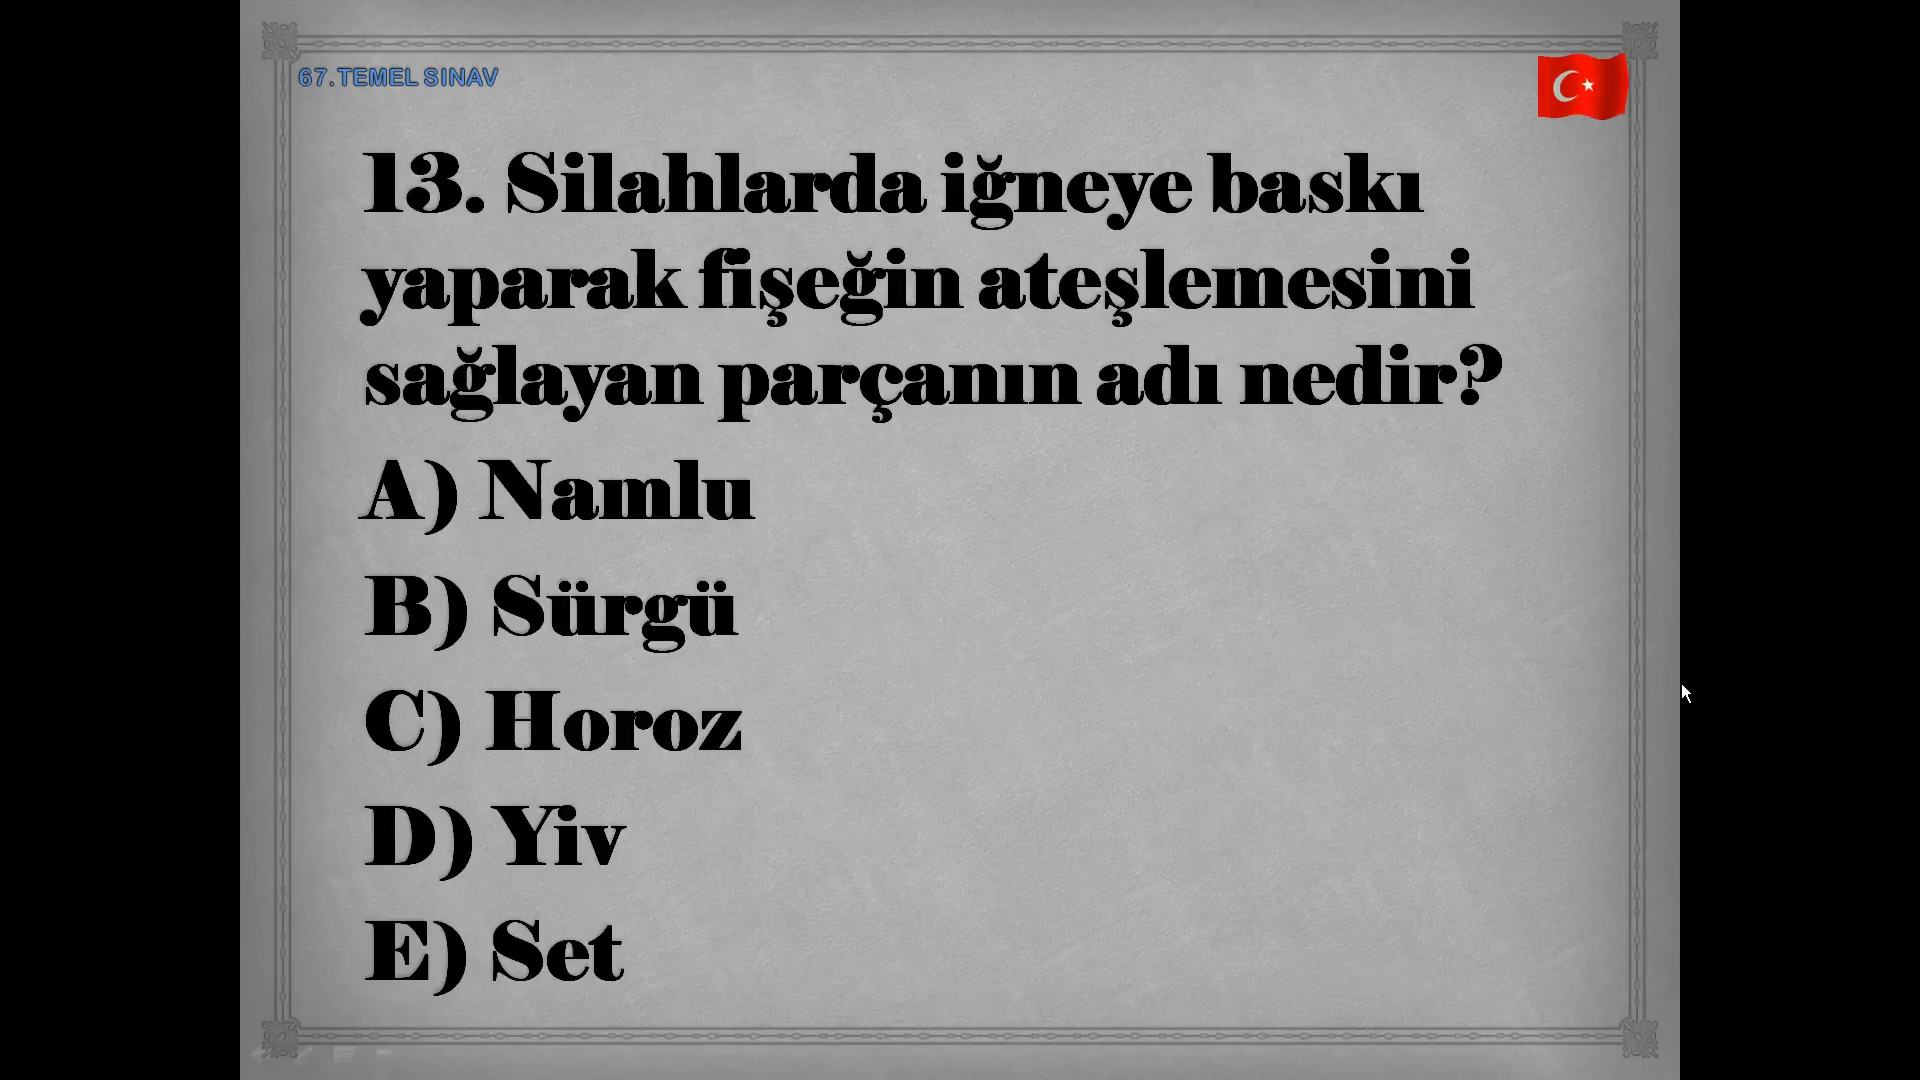 67.TEMEL SINAV
13. Silahlarda iğneye baskı
yaparak fişeğin ateşlemesini
sağlayan parçanın adı nedir?
A) Namlu
B) Sürgü
C) Horoz
D) Yiv
E) Set